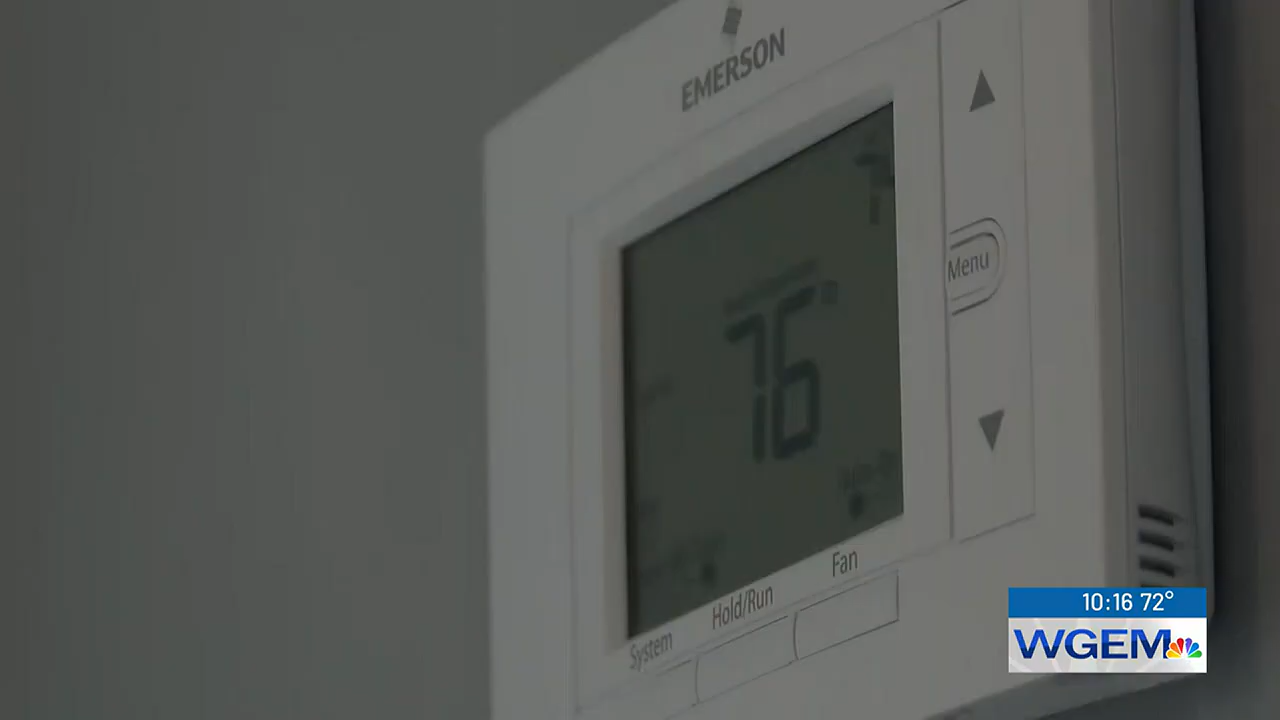 EMERSON
76°
Menu
Fan
Hold/Run
System
10:16 72°
WGEM